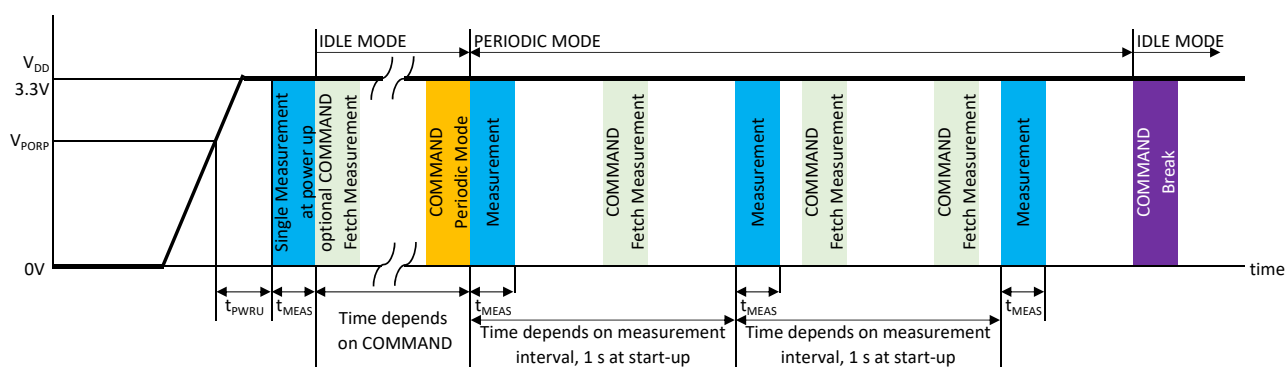 IDLE MODE
PERIODIC MODE
IDLE MODE
VDD
3.3V
VPORP
0V
Single Measurement
at power up
optional COMMAND
Fetch Measurement
COMMAND
Periodic Mode
Measurement
COMMAND
Fetch Measurement
Measurement
COMMAND
Fetch Measurement
COMMAND
Fetch Measurement
Measurement
COMMAND
Break
time
tPWRU
tMEAS
tMEAS
tMEAS
tMEAS
Time depends
on COMMAND
Time depends on measurement
interval, 1 s at start-up
Time depends on measurement
interval, 1 s at start-up